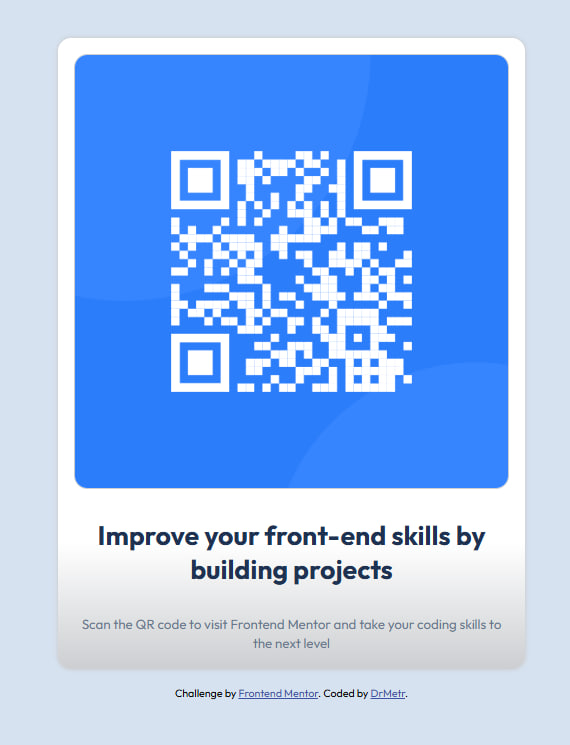 Improve your front-end skills by
building projects
Scan the QR code to visit Frontend Mentor and take your coding skills to
the next level
Challenge by Frontend Mentor. Coded by DrMetr.